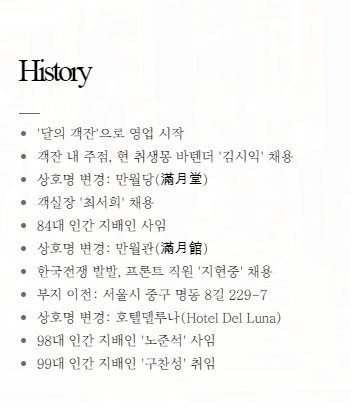 History
'달의 객잔'으로 영업 시작
객잔 내 주점, 현 취생몽 바텐더 '김시익' 채용
상호명 변경: 만월당(滿月堂)
객실장 '최서희' 채용
84대 인간 지배인 사임
상호명 변경: 만월관(滿月館)
한국전쟁 발발, 프론트 직원 '지현중' 채용
부지 이전: 서울시 중구 명동 8길 229-7
상호명 변경: 호텔델루나(Hotel Del Luna)
98대 인간 지배인 '노준석' 사임
99대 인간 지배인 '구찬성' 취임